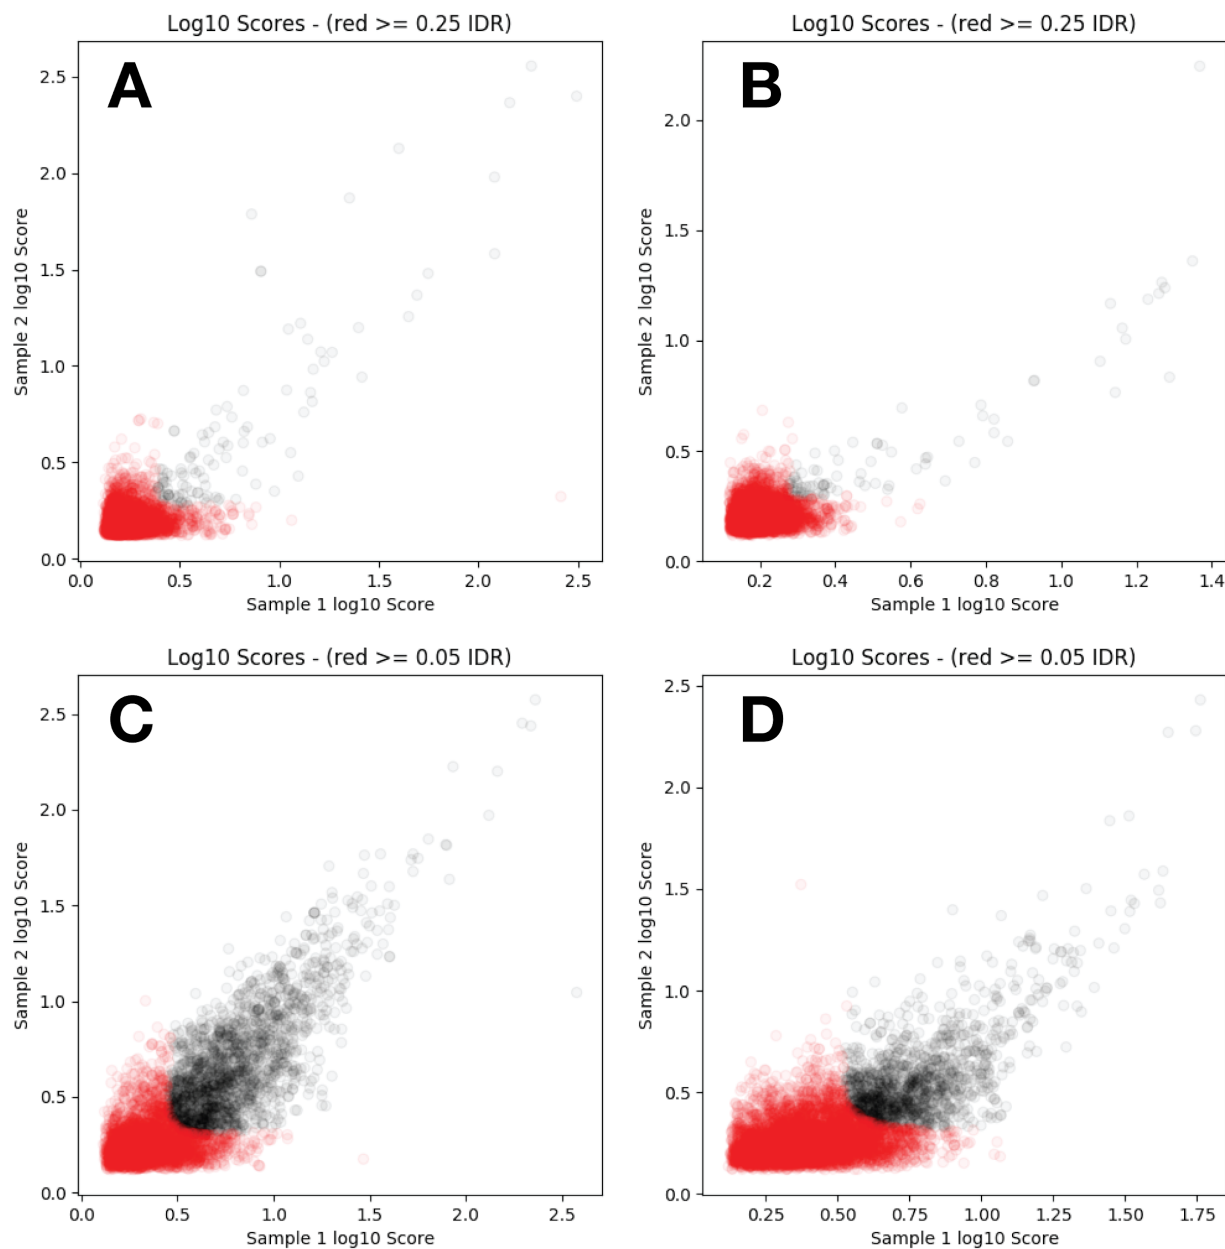 Log10 Scores - (red >= 0.25 IDR)
A
2.5
2.0
1.5
1.0
0.5
0.0
Sample 2 log10 Score
0.0 0.5 1.0 1.5 2.0 2.5
Sample 1 log10 Score
Log10 Scores - (red >= 0.25 IDR)
B
2.0
1.5
1.0
0.5
0.0
Sample 2 log10 Score
0.2 0.4 0.6 0.8 1.0 1.2 1.4
Sample 1 log10 Score
Log10 Scores - (red >= 0.05 IDR)
C
2.5
2.0
1.5
1.0
0.5
0.0
Sample 2 log10 Score
0.0 0.5 1.0 1.5 2.0 2.5
Sample 1 log10 Score
Log10 Scores - (red >= 0.05 IDR)
D
2.5
2.0
1.5
1.0
0.5
0.0
Sample 2 log10 Score
0.25 0.50 0.75 1.00 1.25 1.50 1.75
Sample 1 log10 Score